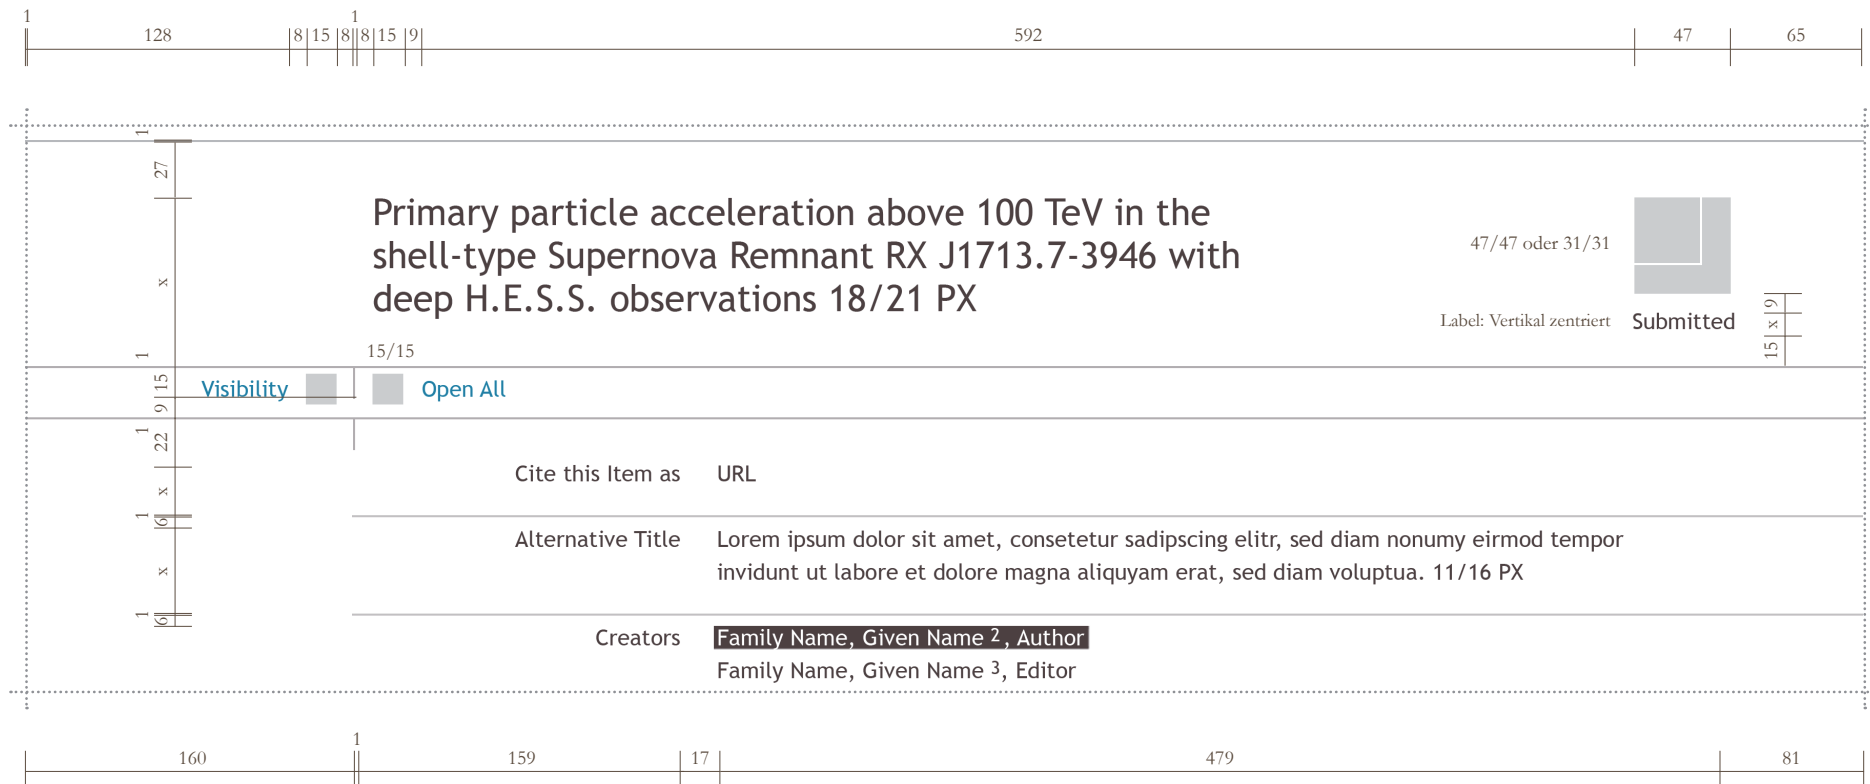 1 1
128 8 15 8 8 15 9 592 47 65
1
27
Primary particle acceleration above 100 TeV in the
shell-type Supernova Remnant RX J1713.7-3946 with
deep H.E.S.S. observations 18/21 PX
47/47 oder 31/31
x
Label: Vertikal zentriert Submitted
9
x
15
1
15/15
15
Visibility Open All
9
1
22
Cite this Item as URL
x
1
6
Alternative Title Lorem ipsum dolor sit amet, consetetur sadipscing elitr, sed diam nonumy eirmod tempor
invidunt ut labore et dolore magna aliquyam erat, sed diam voluptua. 11/16 PX
x
1
6
Creators Family Name, Given Name 2, Author
Family Name, Given Name 3, Editor
1
160 159 17 479 81